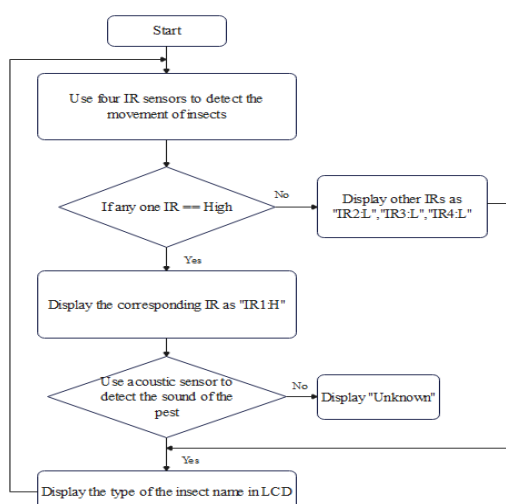 Start
Use four IR sensors to detect the
movement of insects
If any one IR == High
No
Display other IRs as
"IR2:L","IR3:L","IR4:L"
Yes
Display the corresponding IR as "IR1:H"
Use acoustic sensor to
detect the sound of the
pest
No
Display "Unknown"
Yes
Display the type of the insect name in LCD